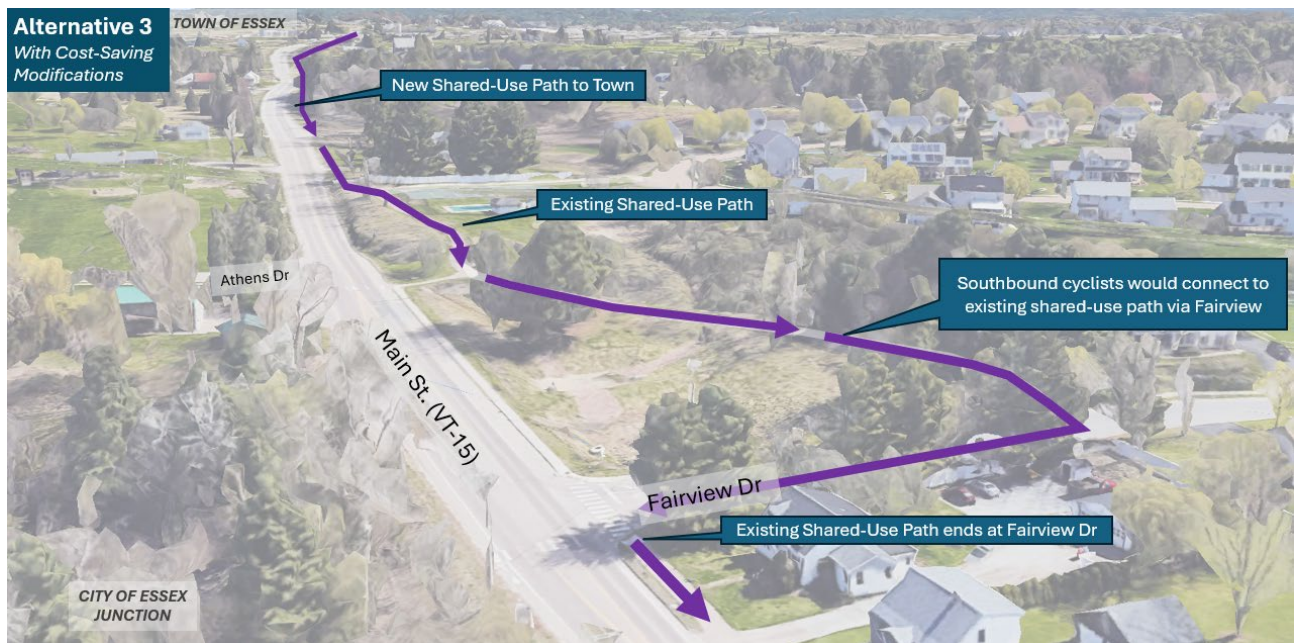 Alternative 3
With Cost-Saving
Modifications
TOWN OF ESSEX
New Shared-Use Path to Town
Existing Shared-Use Path
Athens Dr
Southbound cyclists would connect to
existing shared-use path via Fairview
Main St. (VT-15)
Fairview Dr
Existing Shared-Use Path ends at Fairview Dr
CITY OF ESSEX
JUNCTION